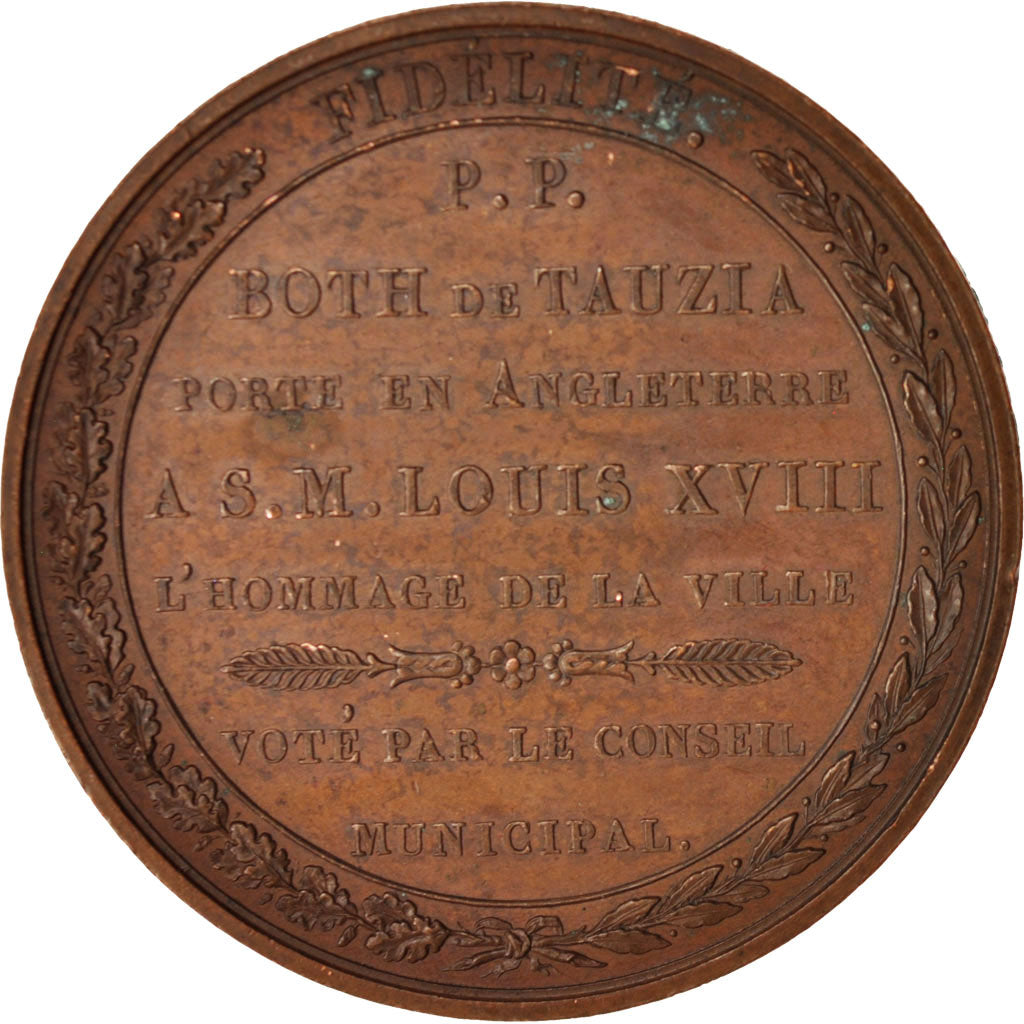 FIDÉLITÉ.
P. P.
BOTH DE TAUZIA
PORTE EN ANGLETERRE
A S. M. LOUIS XVIII
L'HOMMAGE DE LA VILLE
VOTÉ PAR LE CONSEIL
MUNICIPAL.